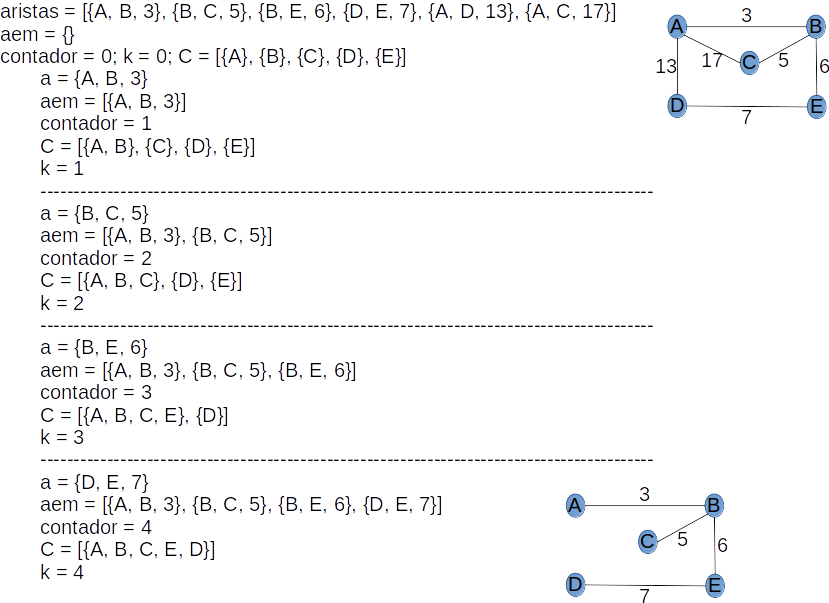 aristas = [{A, B, 3}, {B, C, 5}, {B, E, 6}, {D, E, 7}, {A, D, 13}, {A, C, 17}]
aem = {}
contador = 0; k = 0; C = [{A}, {B}, {C}, {D}, {E}]
a = {A, B, 3}
aem = [{A, B, 3}]
contador = 1
C = [{A, B}, {C}, {D}, {E}]
k = 1
---------------------------------------------------------------------------------------------
a = {B, C, 5}
aem = [{A, B, 3}, {B, C, 5}]
contador = 2
C = [{A, B, C}, {D}, {E}]
k = 2
---------------------------------------------------------------------------------------------
a = {B, E, 6}
aem = [{A, B, 3}, {B, C, 5}, {B, E, 6}]
contador = 3
C = [{A, B, C, E}, {D}]
k = 3
---------------------------------------------------------------------------------------------
a = {D, E, 7}
aem = [{A, B, 3}, {B, C, 5}, {B, E, 6}, {D, E, 7}]
contador = 4
C = [{A, B, C, E, D}]
k = 4
3
A B
13 17 C 5 6
D E
7
3
A B
C 5 6
D E
7